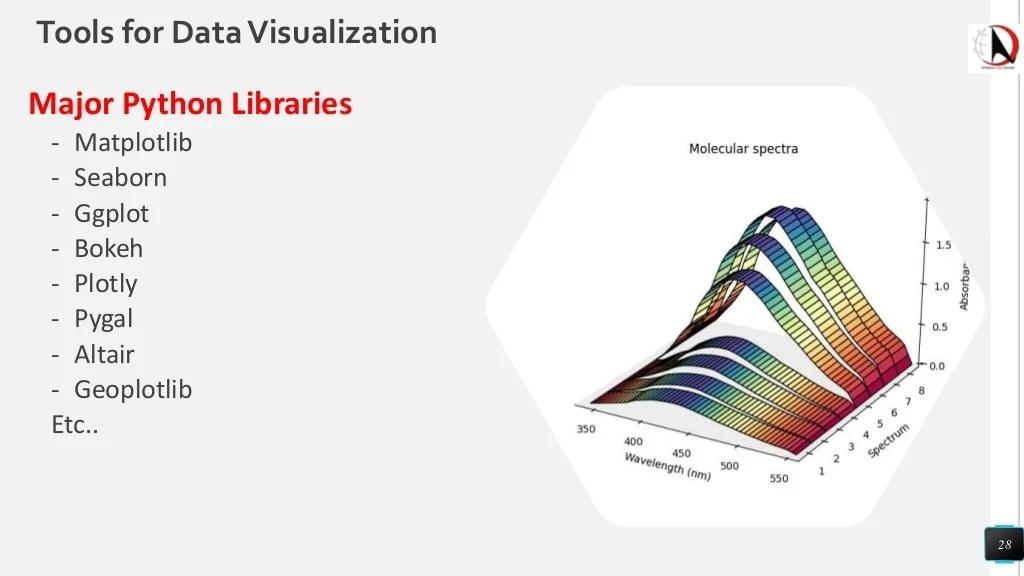 Tools for Data Visualization
Major Python Libraries
- Matplotlib
- Seaborn
- Ggplot
- Bokeh
- Plotly
- Pygal
- Altair
- Geoplotlib
Etc..
Molecular spectra
1.5
1.0
0.5
0.0
Absorban
350
400
450
500
550
Wavelength (nm)
1
2
3
4
5
6
7
8
Spectrum
28